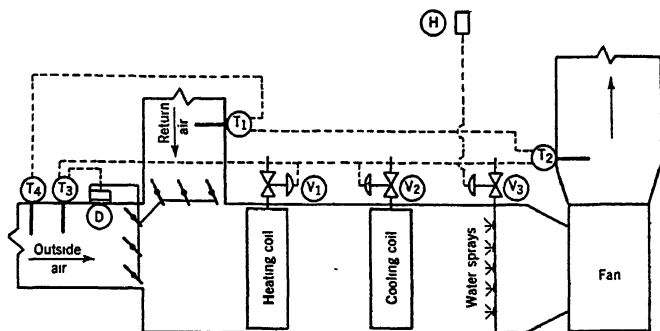 H
Return
air
T1
T2
T4
T3
D
V1
V2
V3
Outside
air
Heating coil
Cooling coil
Water sprays
Fan